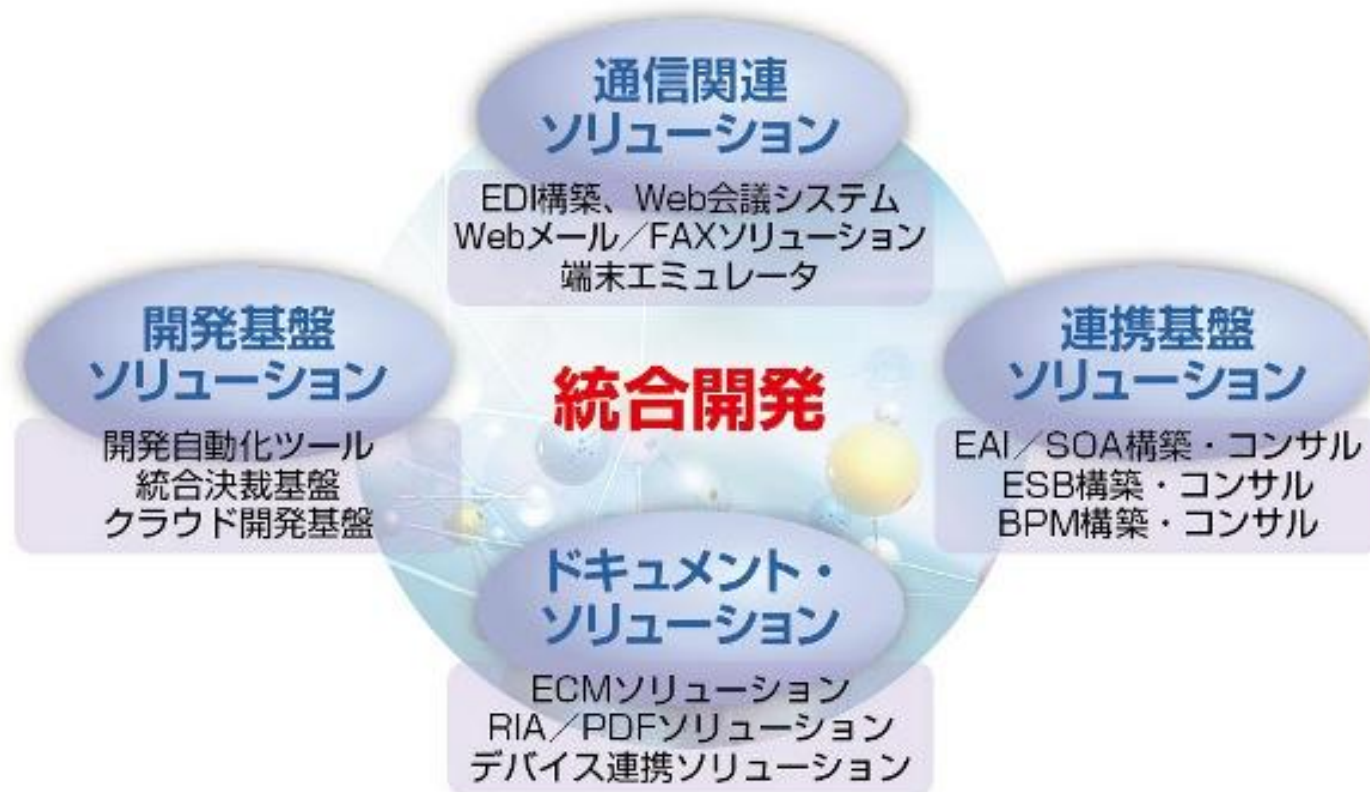 通信関連
ソリューション
EDI構築、Web会議システム
Webメール／FAXソリューション
端末エミュレータ
開発基盤
ソリューション
開発自動化ツール
統合決裁基盤
クラウド開発基盤
統合開発
連携基盤
ソリューション
EAI／SOA構築・コンサル
ESB構築・コンサル
BPM構築・コンサル
ドキュメント・
ソリューション
ECMソリューション
RIA／PDFソリューション
デバイス連携ソリューション